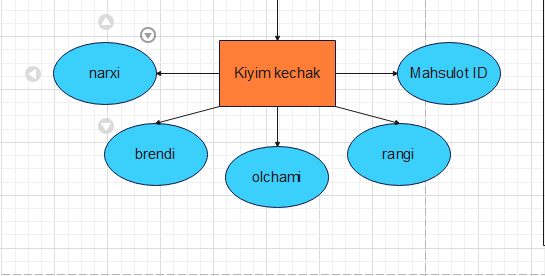 narxi
Kiyim kechak
Mahsulot ID
brendi
olchami
rangi